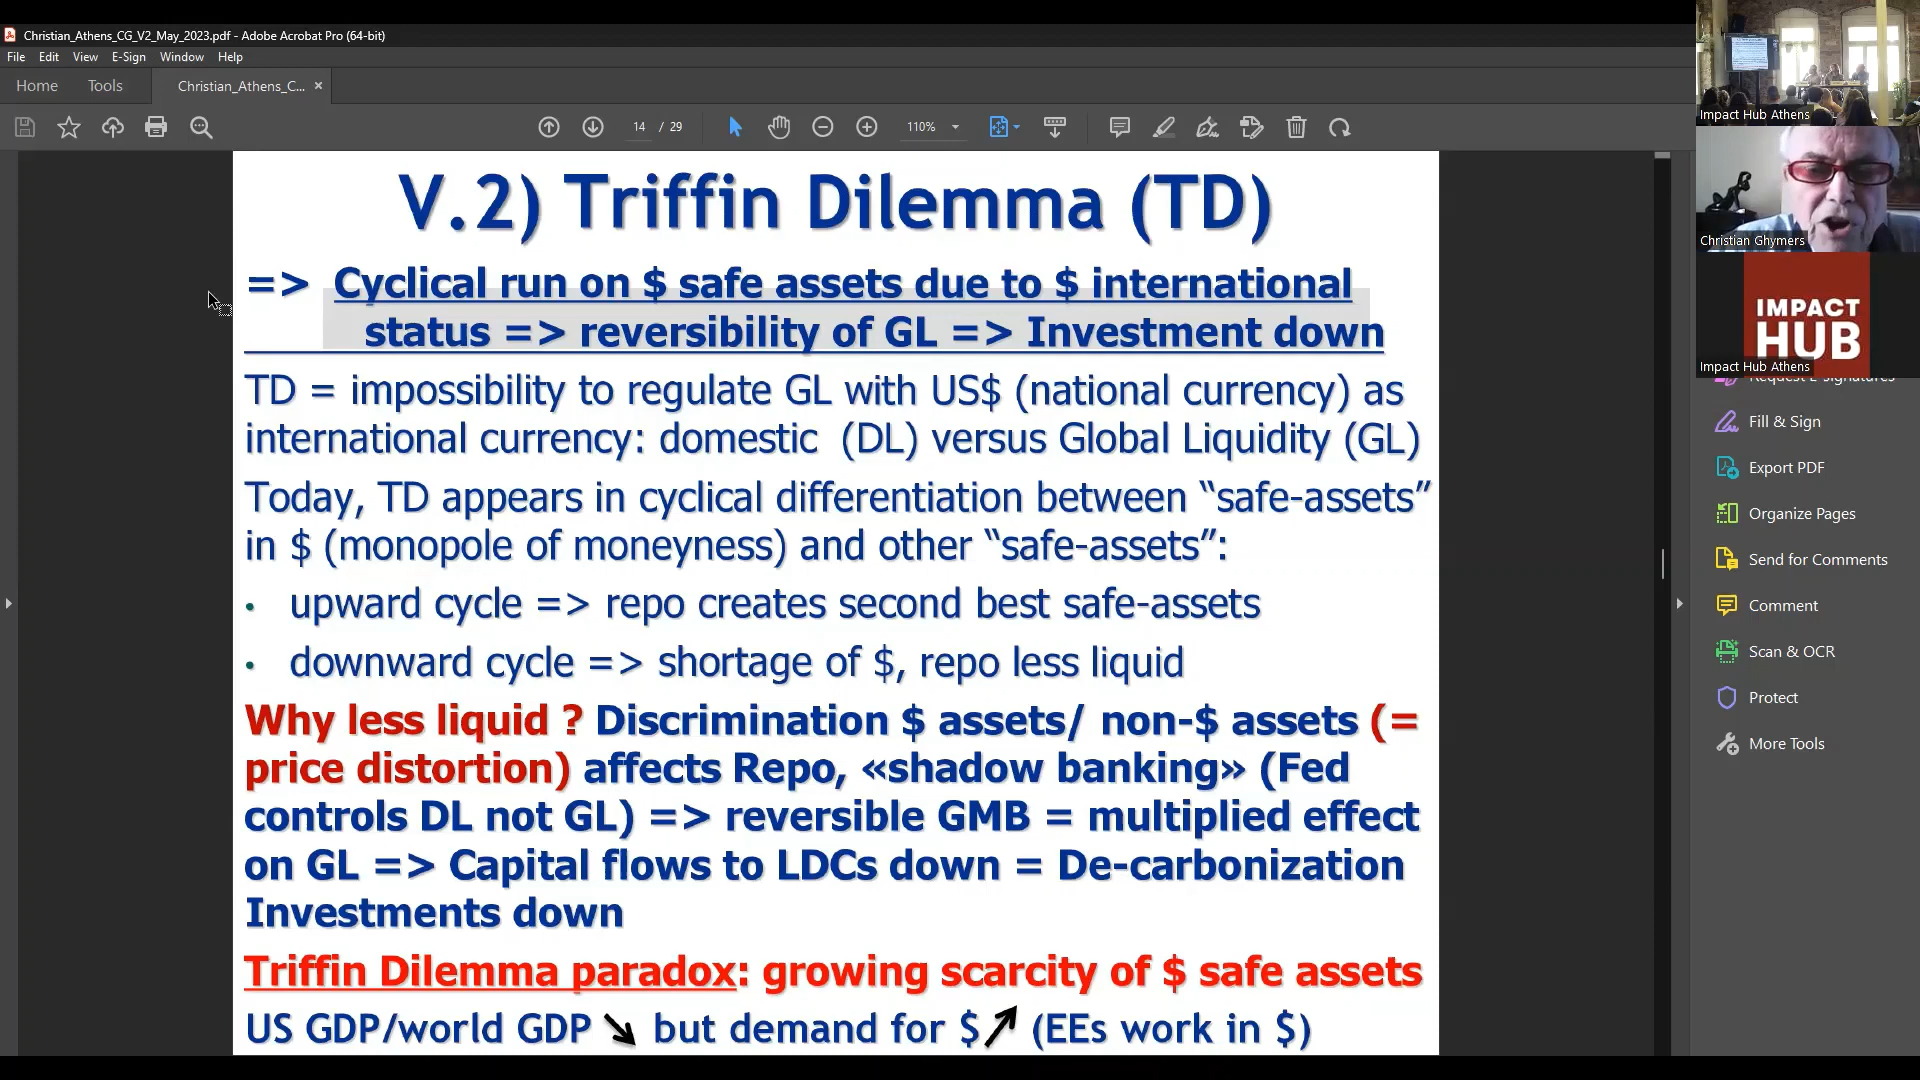 Christian_Athens_CG_V2_May_2023.pdf - Adobe Acrobat Pro (64-bit)
File Edit View E-Sign Window Help
Home Tools Christian_Athens_C... ×
14 / 29 110%
V.2) Triffin Dilemma (TD)
=> Cyclical run on $ safe assets due to $ international
status => reversibility of GL => Investment down
TD = impossibility to regulate GL with US$ (national currency) as
international currency: domestic (DL) versus Global Liquidity (GL)
Today, TD appears in cyclical differentiation between “safe-assets”
in $ (monopole of moneyness) and other “safe-assets”:
• upward cycle => repo creates second best safe-assets
• downward cycle => shortage of $, repo less liquid
Why less liquid ? Discrimination $ assets/ non-$ assets (=
price distortion) affects Repo, «shadow banking» (Fed
controls DL not GL) => reversible GMB = multiplied effect
on GL => Capital flows to LDCs down = De-carbonization
Investments down
Triffin Dilemma paradox: growing scarcity of $ safe assets
US GDP/world GDP ↘ but demand for $ ↗ (EEs work in $)
Impact Hub Athens
Christian Ghymers
IMPACT
HUB
Impact Hub Athens
Request E-signatures
Fill & Sign
Export PDF
Organize Pages
Send for Comments
Comment
Scan & OCR
Protect
More Tools